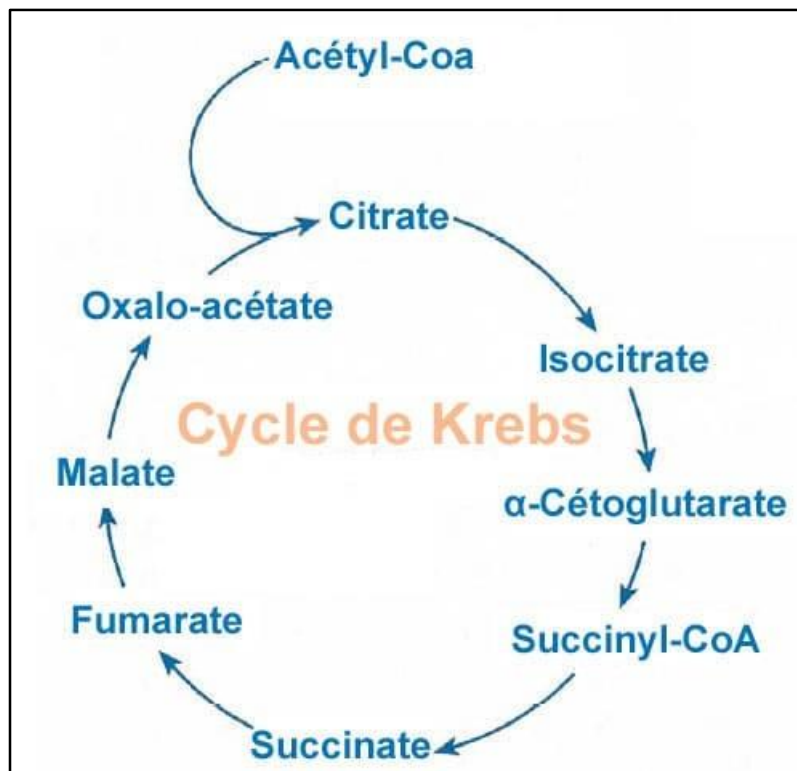 Acétyl-Coa
Citrate
Oxalo-acétate
Isocitrate
Cycle de Krebs
Malate
α-Cétoglutarate
Fumarate
Succinyl-CoA
Succinate